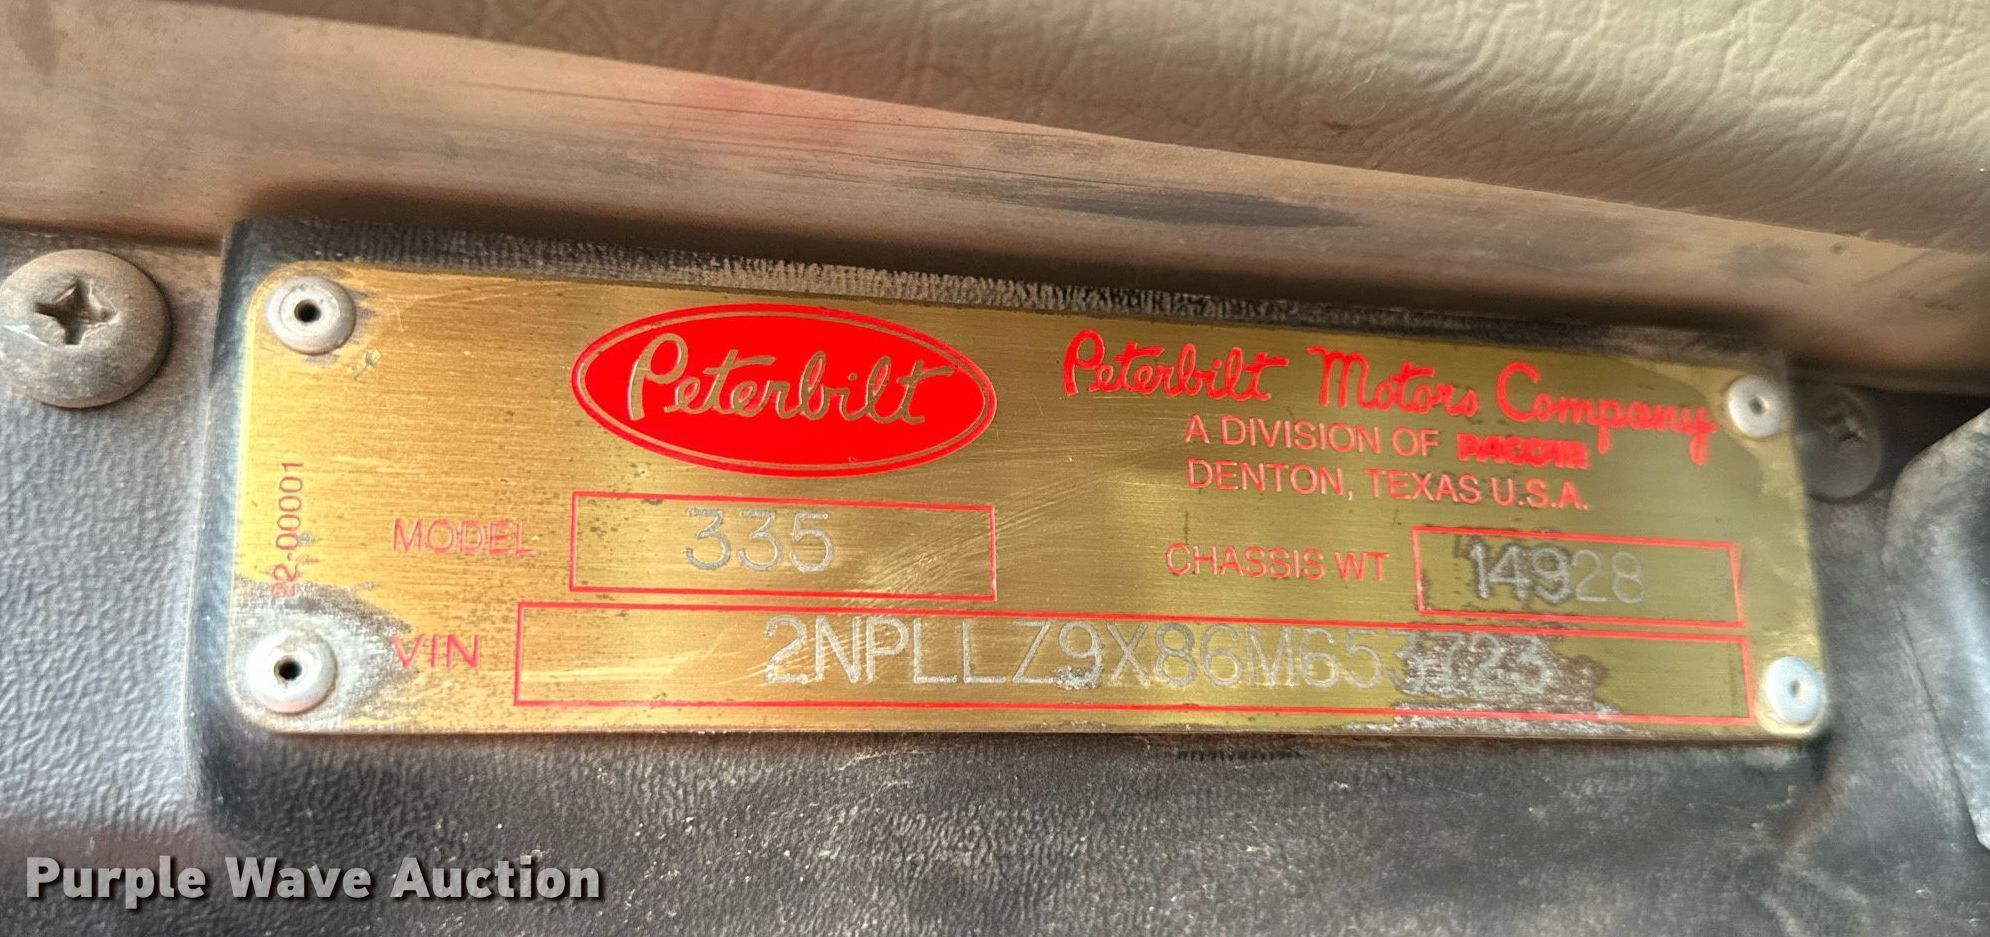 Peterbilt
Peterbilt Motors Company
A DIVISION OF PACCAR
DENTON, TEXAS U.S.A.
22-00001
MODEL 335
CHASSIS WT 14928
VIN 2NPLLZ9X86M653723
Purple Wave Auction